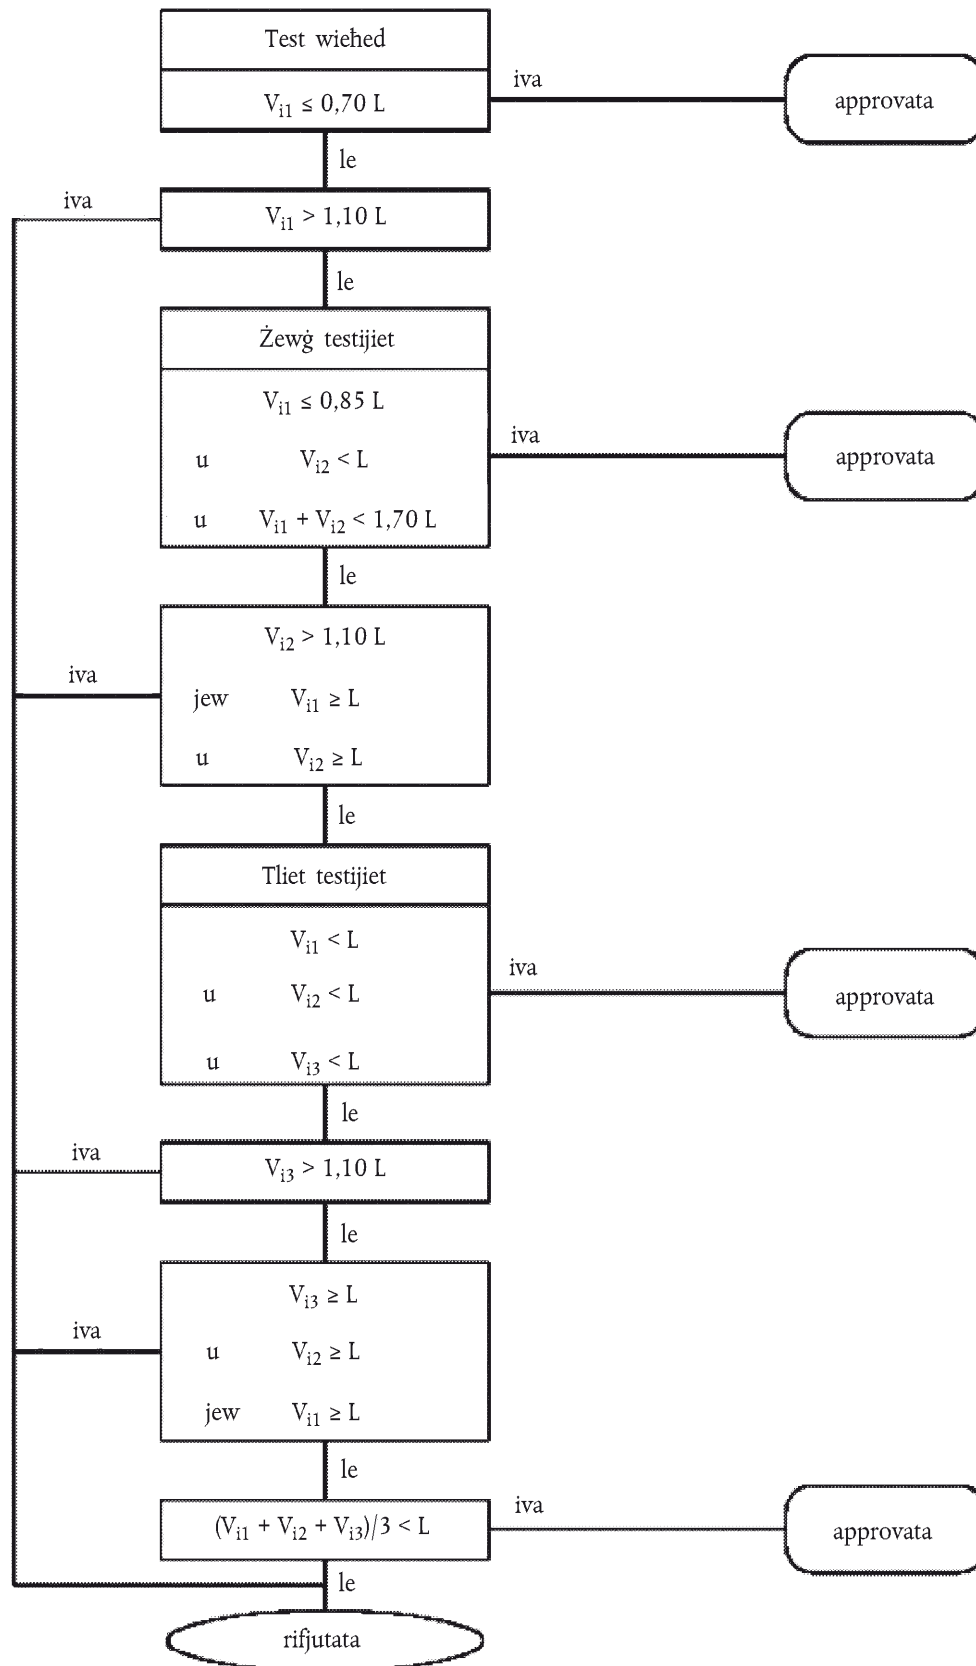 Test wieħed
iva
V_i1 ≤ 0,70 L
approvata
le
iva
V_i1 > 1,10 L
le
Żewġ testijiet
V_i1 ≤ 0,85 L
iva
u V_i2 < L
approvata
u V_i1 + V_i2 < 1,70 L
le
V_i2 > 1,10 L
iva
jew V_i1 ≥ L
u V_i2 ≥ L
le
Tliet testijiet
V_i1 < L
iva
u V_i2 < L
approvata
u V_i3 < L
le
iva
V_i3 > 1,10 L
le
V_i3 ≥ L
iva
u V_i2 ≥ L
jew V_i1 ≥ L
le
iva
(V_i1 + V_i2 + V_i3)/3 < L
approvata
le
rifjutata